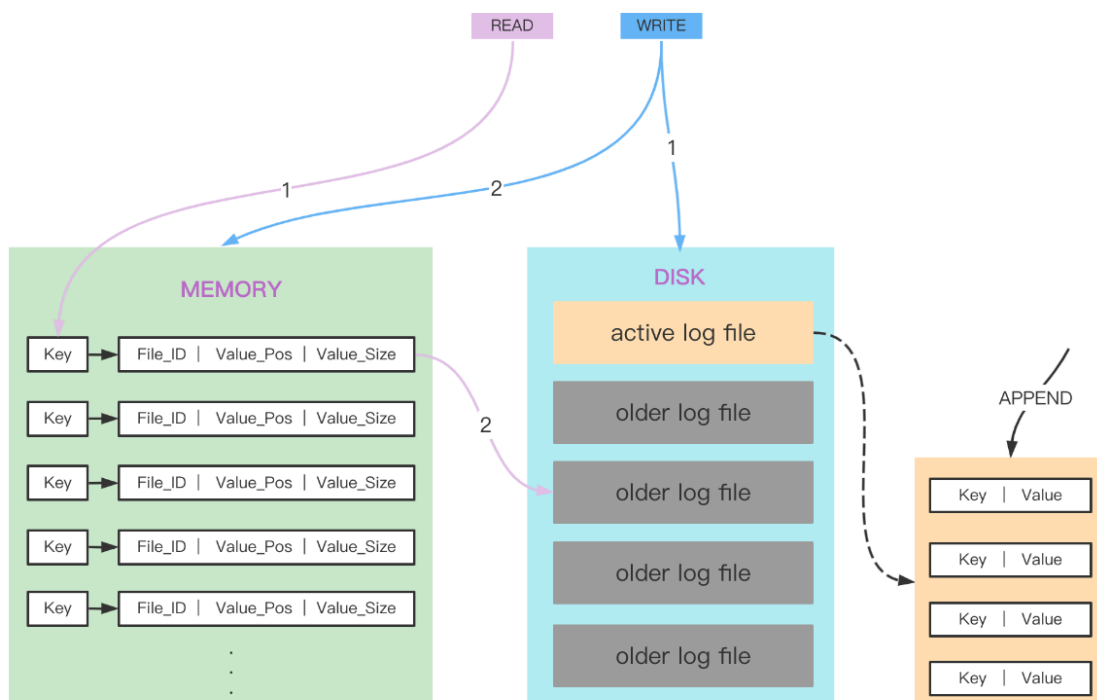 READ WRITE
1
1
2
MEMORY
DISK
active log file
Key File_ID | Value_Pos | Value_Size
older log file
APPEND
Key File_ID | Value_Pos | Value_Size
2
older log file
Key File_ID | Value_Pos | Value_Size
Key | Value
Key File_ID | Value_Pos | Value_Size
older log file
Key | Value
Key File_ID | Value_Pos | Value_Size
Key | Value
older log file
Key | Value